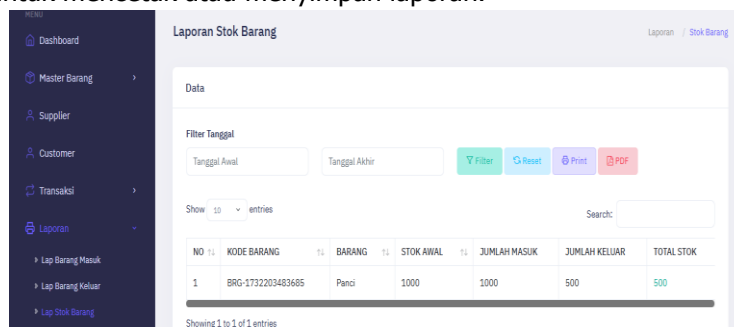 untuk mencetak atau menyimpan laporan.
MENU
Dashboard
Master Barang
Supplier
Customer
Transaksi
Laporan
Lap Barang Masuk
Lap Barang Keluar
Lap Stok Barang
Laporan Stok Barang
Laporan / Stok Barang
Data
Filter Tanggal
Tanggal Awal Tanggal Akhir Filter Reset Print PDF
Show 10 entries Search:
NO KODE BARANG BARANG STOK AWAL JUMLAH MASUK JUMLAH KELUAR TOTAL STOK
1 BRG-1732203483685 Panci 1000 1000 500 500
Showing 1 to 1 of 1 entries